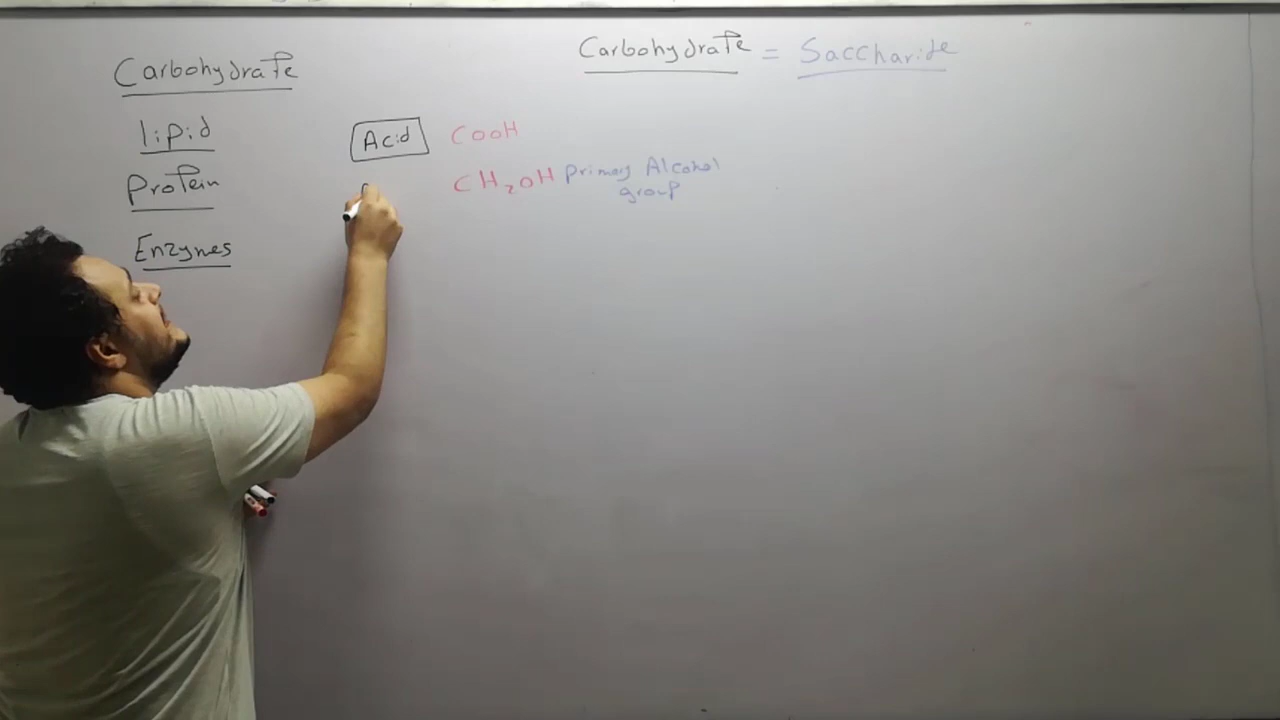 Carbohydrate
lipid
Protein
Enzymes
Carbohydrate = Saccharide
Acid COOH
CH2OH Primary Alcohol
group